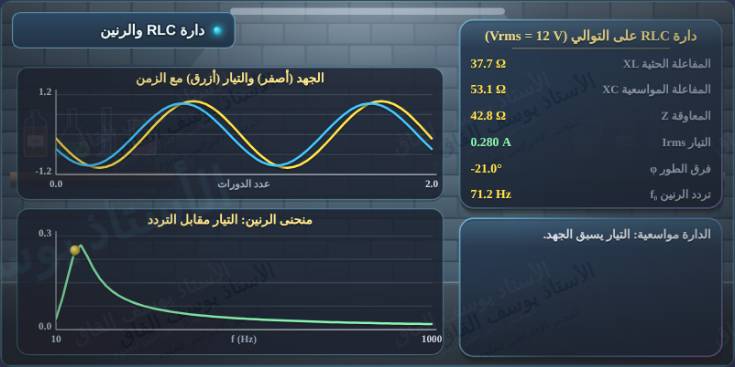 دارة RLC والرنين
دارة RLC على التوالي (Vrms = 12 V)
المفاعلة الحثية XL 37.7 Ω
المفاعلة المواسعية XC 53.1 Ω
المعاوقة Z 42.8 Ω
التيار Irms 0.280 A
فرق الطور φ -21.0°
تردد الرنين f₀ 71.2 Hz
الدارة مواسعية: التيار يسبق الجهد.
الجهد (أصفر) والتيار (أزرق) مع الزمن
1.2
-1.2
0.0 عدد الدورات 2.0
منحنى الرنين: التيار مقابل التردد
0.3
0.0
10 f (Hz) 1000
الأستاذ يوسف